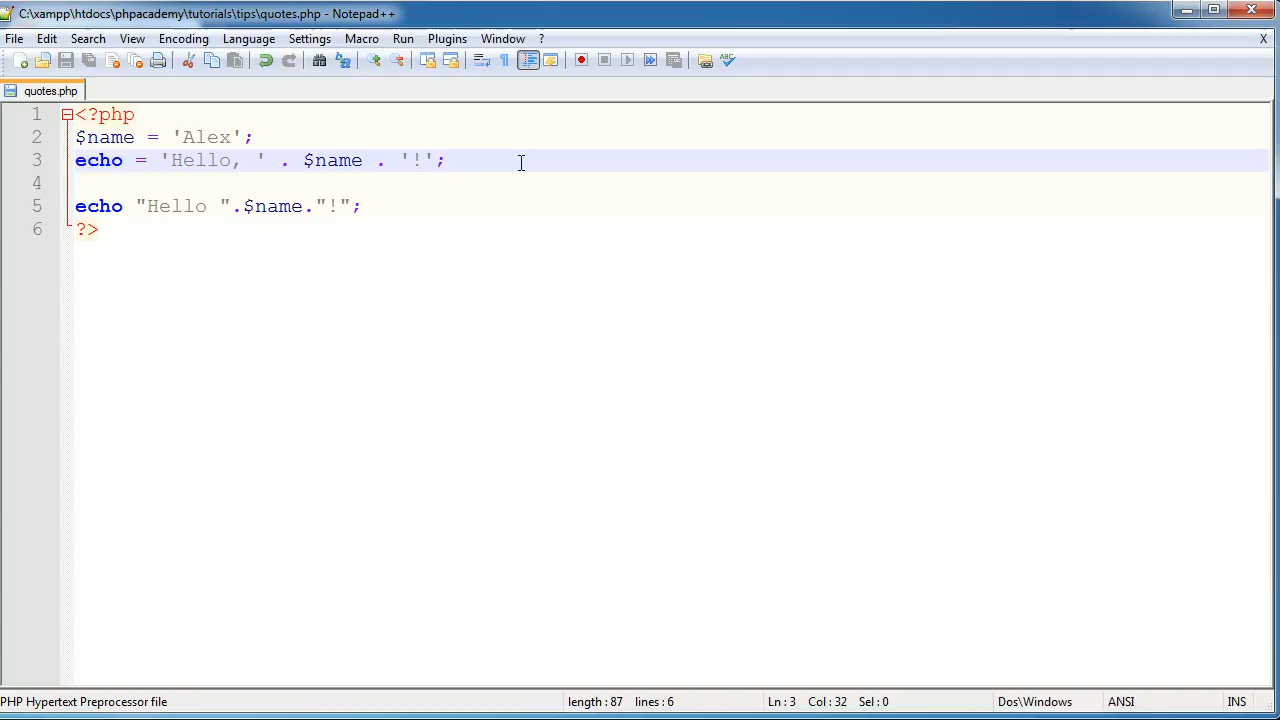 C:\xampp\htdocs\phpacademy\tutorials\tips\quotes.php - Notepad++
File Edit Search View Encoding Language Settings Macro Run Plugins Window ? X
quotes.php
1 <?php
2 $name = 'Alex';
3 echo = 'Hello, ' . $name . '!';
4
5 echo "Hello ".$name."!";
6 ?>
PHP Hypertext Preprocessor file length : 87 lines : 6 Ln : 3 Col : 32 Sel : 0 Dos\Windows ANSI INS